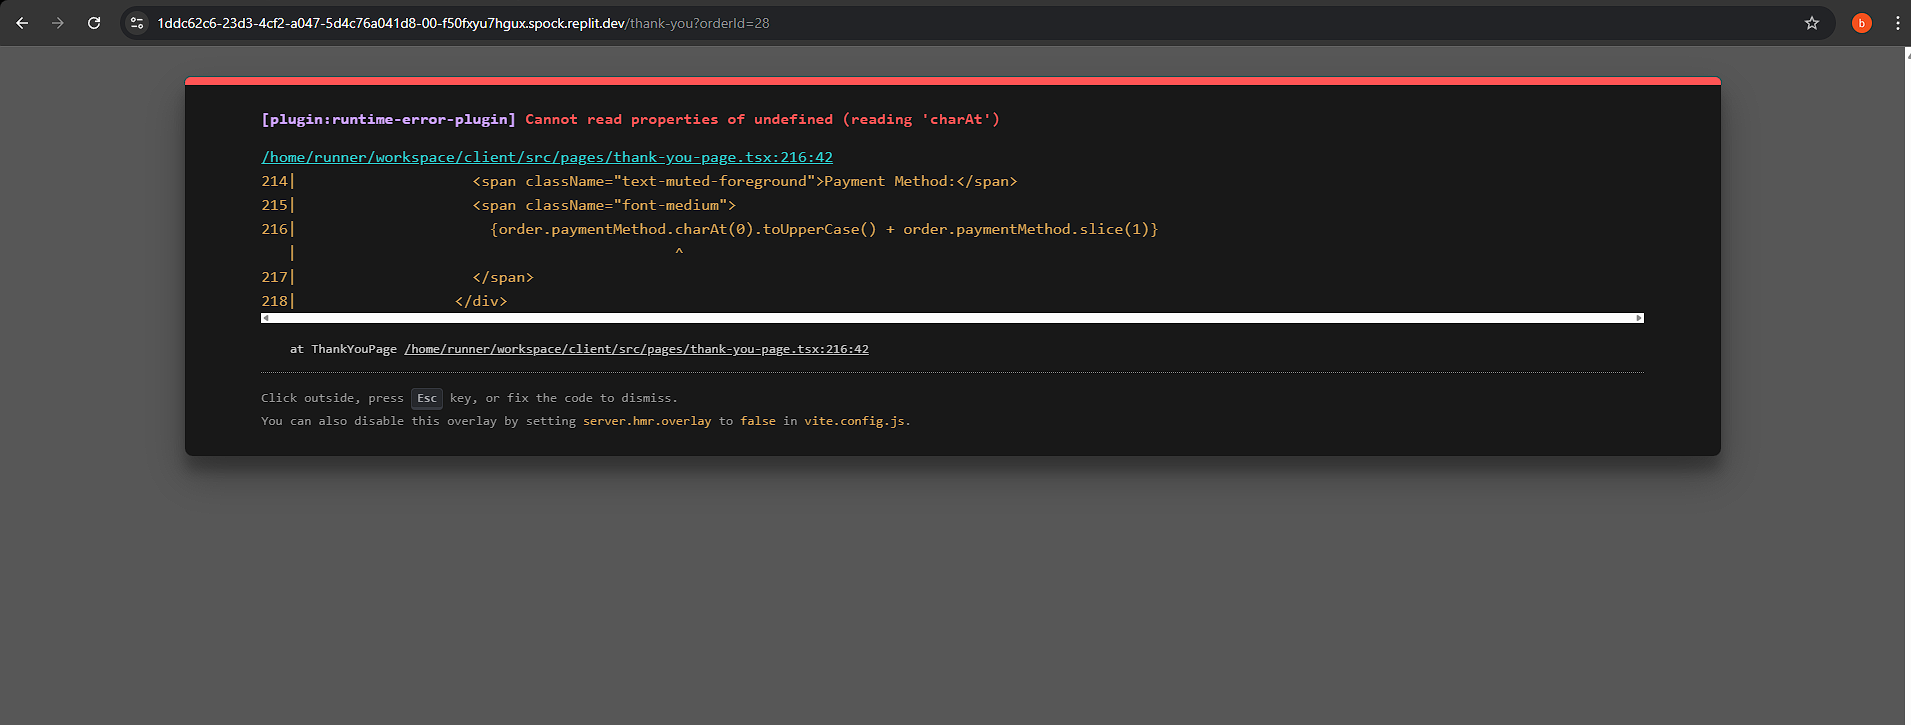 1ddc62c6-23d3-4cf2-a047-5d4c76a041d8-00-f50fxyu7hgux.spock.replit.dev/thank-you?orderId=28
b
[plugin:runtime-error-plugin] Cannot read properties of undefined (reading 'charAt')
/home/runner/workspace/client/src/pages/thank-you-page.tsx:216:42
214|                     <span className="text-muted-foreground">Payment Method:</span>
215|                     <span className="font-medium">
216|                       {order.paymentMethod.charAt(0).toUpperCase() + order.paymentMethod.slice(1)}
   |                                            ^
217|                     </span>
218|                   </div>
at ThankYouPage /home/runner/workspace/client/src/pages/thank-you-page.tsx:216:42
Click outside, press Esc key, or fix the code to dismiss.
You can also disable this overlay by setting server.hmr.overlay to false in vite.config.js.